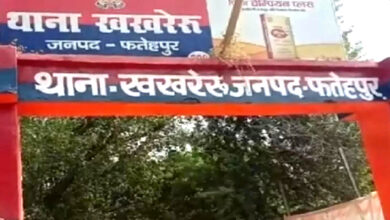 थाना खखरेरू
जनपद - फतेहपुर
थाना-खखरेरू जनपद-फतेहपुर